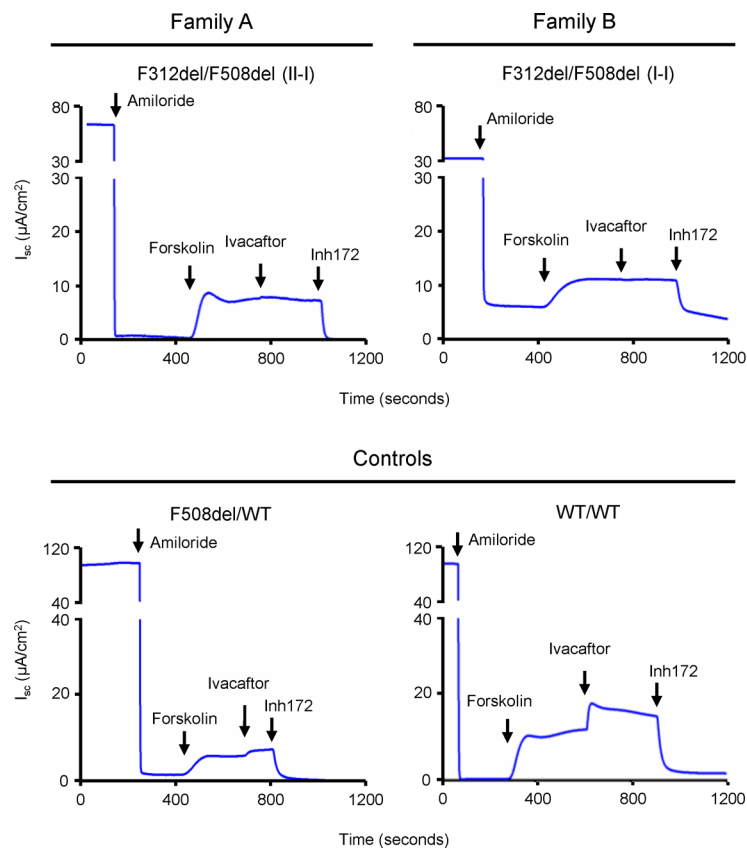 Family A
Family B
F312del/F508del (II-I)
F312del/F508del (I-I)
80
Amiloride
30
30
20
Forskolin
Ivacaftor
Inh172
10
0
Isc (µA/cm2)
0
400
800
1200
Time (seconds)
80
Amiloride
30
30
20
Forskolin
Ivacaftor
Inh172
10
0
0
400
800
1200
Controls
F508del/WT
WT/WT
120
Amiloride
40
40
Ivacaftor
20
Forskolin
Inh172
0
Isc (µA/cm2)
0
400
800
1200
Time (seconds)
120
Amiloride
40
40
Ivacaftor
20
Forskolin
Inh172
0
0
400
800
1200